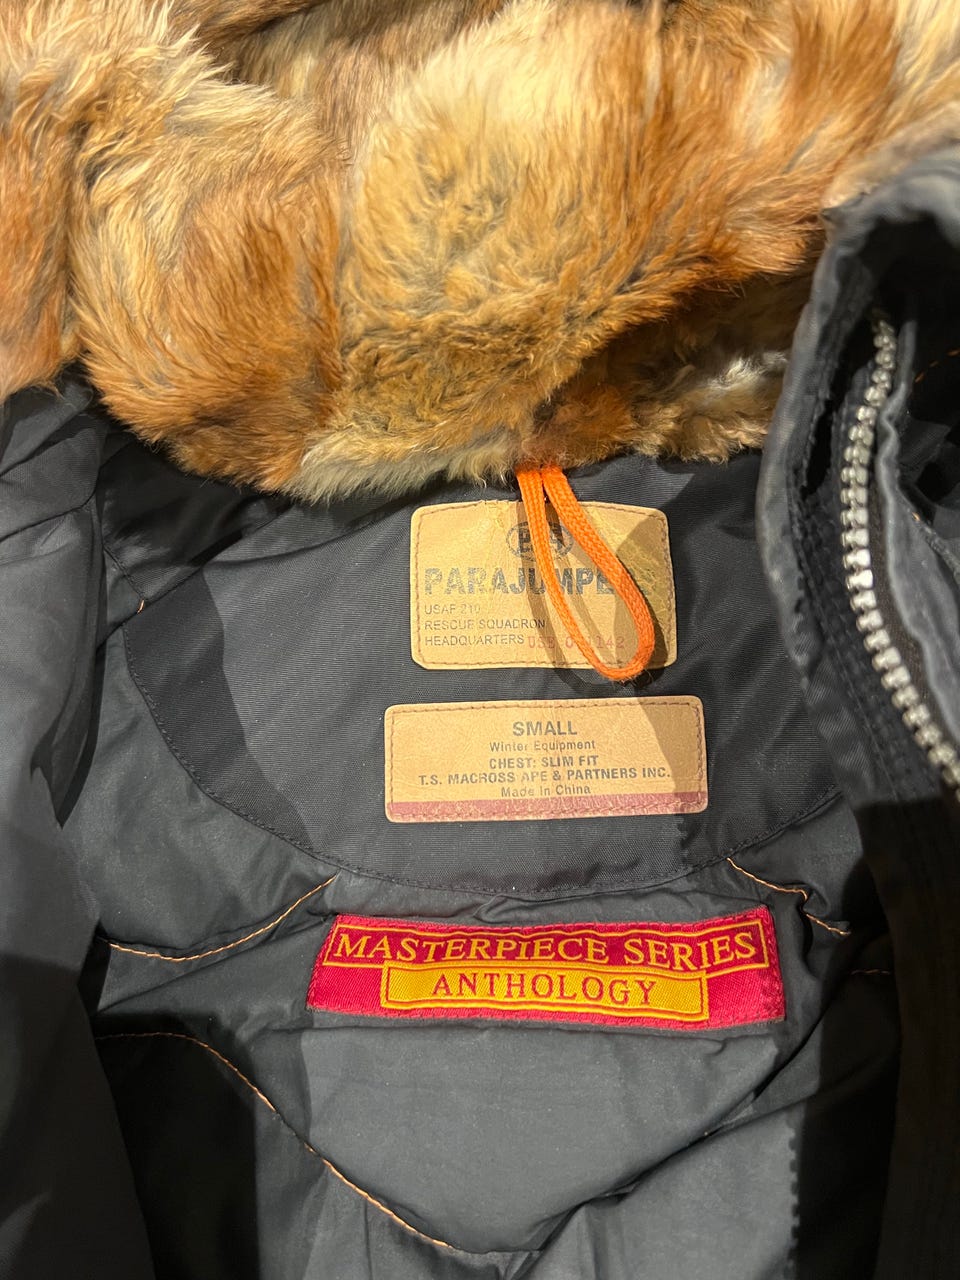 PARAJUMPE
USAF 210
RESCUE SQUADRON
HEADQUARTERS
SMALL
Winter Equipment
CHEST: SLIM FIT
T.S. MACROSS APE & PARTNERS INC.
Made in China
MASTERPIECE SERIES
ANTHOLOGY